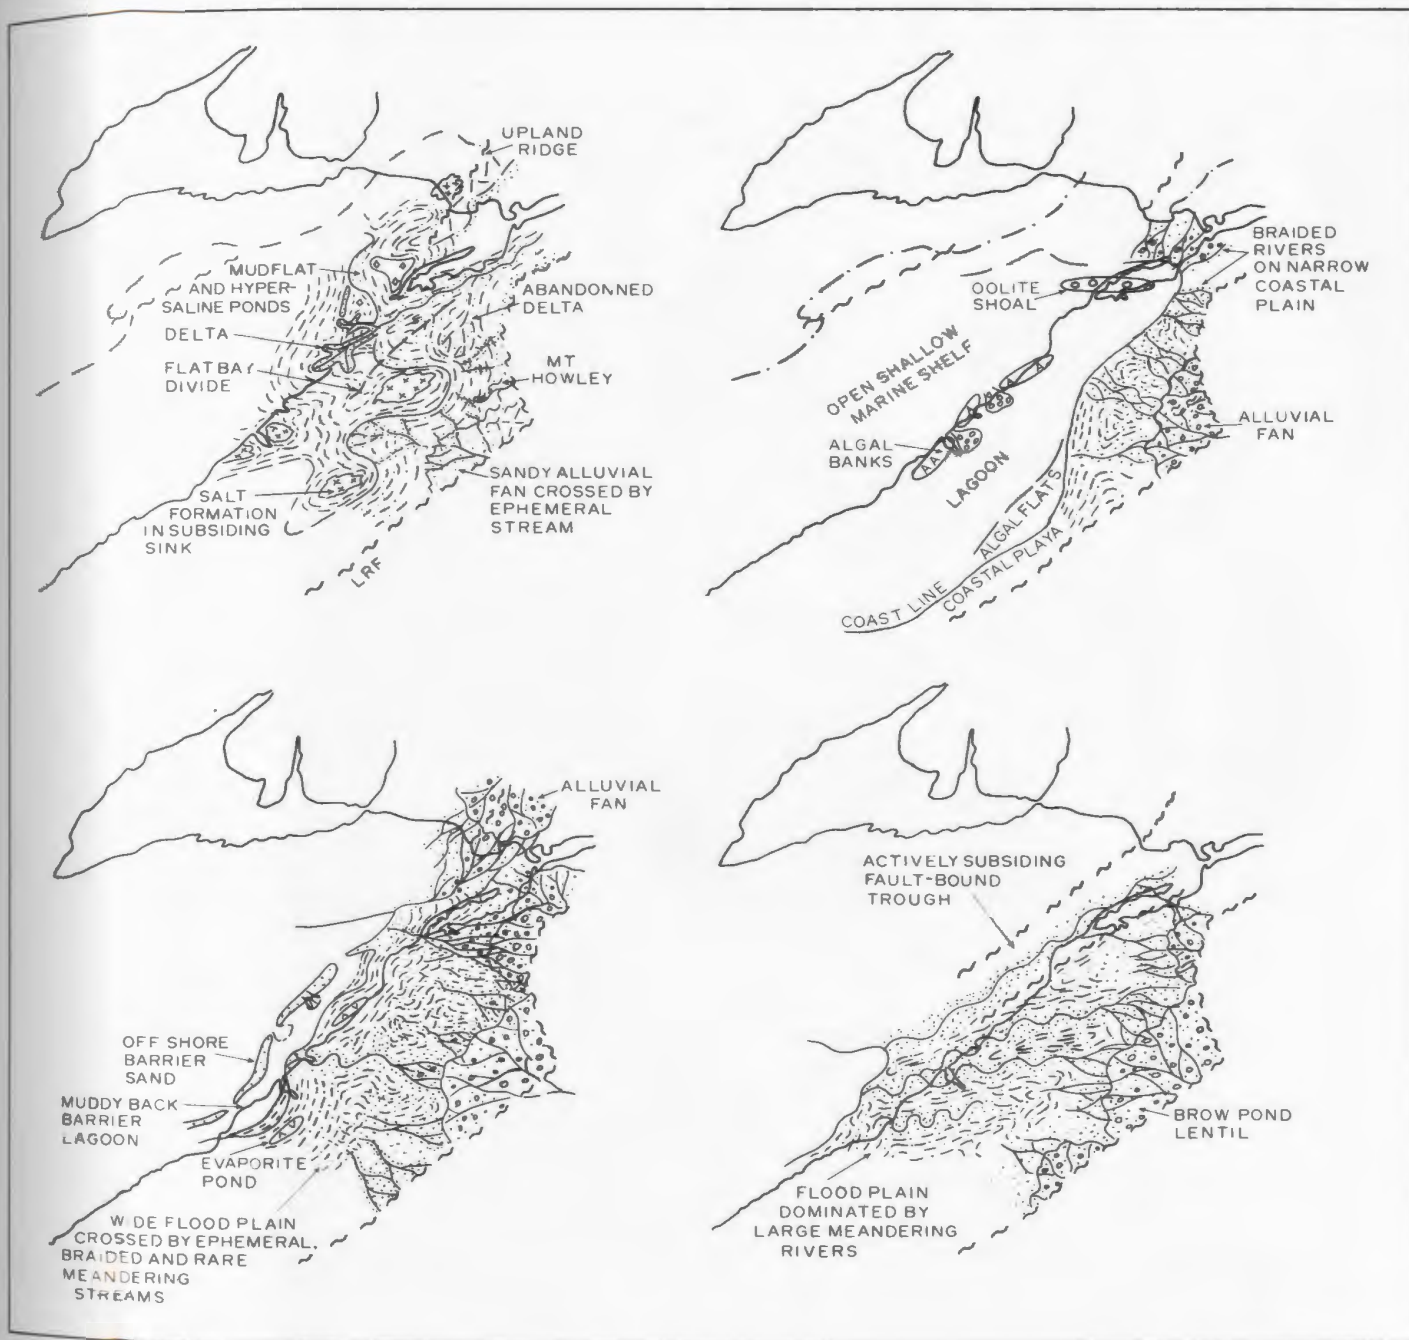 UPLAND
RIDGE
MUDFLAT
AND HYPER-
SALINE PONDS
ABANDONNED
DELTA
DELTA
FLAT BAY
DIVIDE
MT
HOWLEY
SALT
FORMATION
IN SUBSIDING
SINK
SANDY ALLUVIAL
FAN CROSSED BY
EPHEMERAL
STREAM
LRF
BRAIDED
RIVERS
ON NARROW
COASTAL
PLAIN
OOLITE
SHOAL
OPEN SHALLOW
MARINE SHELF
ALGAL
BANKS
LAGOON
ALLUVIAL
FAN
ALGAL FLATS
COASTAL PLAYA
COAST LINE
ALLUVIAL
FAN
OFF SHORE
BARRIER
SAND
MUDDY BACK
BARRIER
LAGOON
EVAPORITE
POND
WIDE FLOOD PLAIN
CROSSED BY EPHEMERAL,
BRAIDED AND RARE
MEANDERING
STREAMS
ACTIVELY SUBSIDING
FAULT-BOUND
TROUGH
BROW POND
LENTIL
FLOOD PLAIN
DOMINATED BY
LARGE MEANDERING
RIVERS